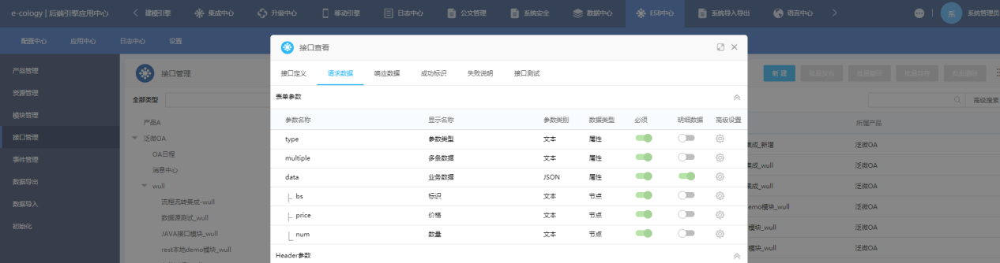 e-cology | 后端引擎应用中心 建模引擎 集成中心 升级中心 移动引擎 日志中心 公文管理 系统安全 数据中心 ESB中心 系统导入导出 语言中心 系 系统管理员
配置中心 应用中心 日志中心 设置
产品管理
资源管理
模块管理
接口管理
事件管理
数据导出
数据导入
初始化
接口管理
新 建
全部类型
高级搜索
产品A
泛微OA
OA日程
消息中心
wull
流程流转集成-wull
数据源测试_wull
JAVA接口模块_wull
rest本地demo模块_wull
接口查看
接口定义 请求数据 响应数据 成功标识 失败说明 接口测试
表单参数
参数名称 显示名称 参数类别 数据类型 必须 明细数据 高级设置
type 参数类型 文本 属性
multiple 多条数据 文本 属性
data 业务数据 JSON 属性
bs 标识 文本 节点
price 价格 文本 节点
num 数量 文本 节点
Header参数
所属产品
集成_新增 泛微OA
集成_wull 泛微OA
集成_wull 泛微OA
demo模块_wull 泛微OA
模块_wull 泛微OA
模块_wull 泛微OA